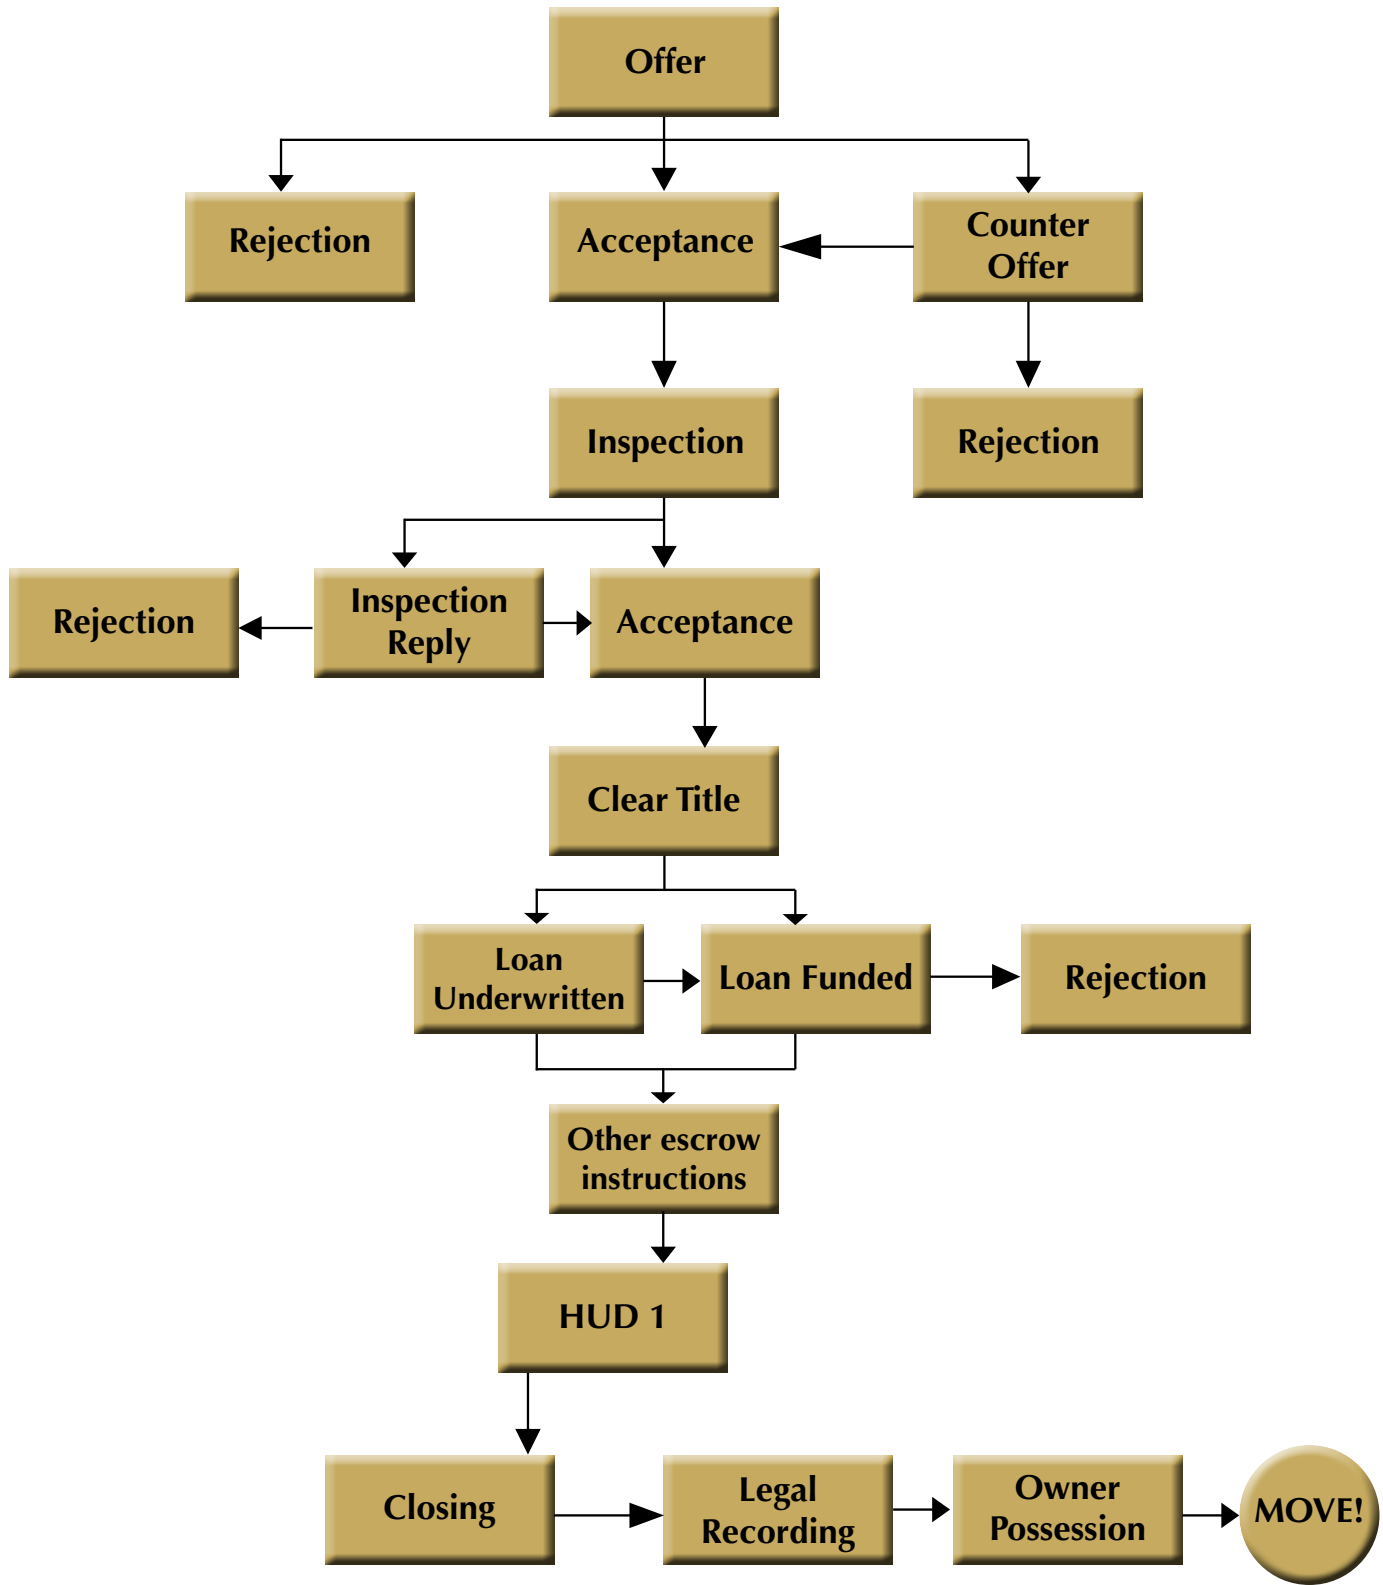 Offer
Rejection
Acceptance
Counter
Offer
Inspection
Rejection
Rejection
Inspection
Reply
Acceptance
Clear Title
Loan
Underwritten
Loan Funded
Rejection
Other escrow
instructions
HUD 1
Closing
Legal
Recording
Owner
Possession
MOVE!